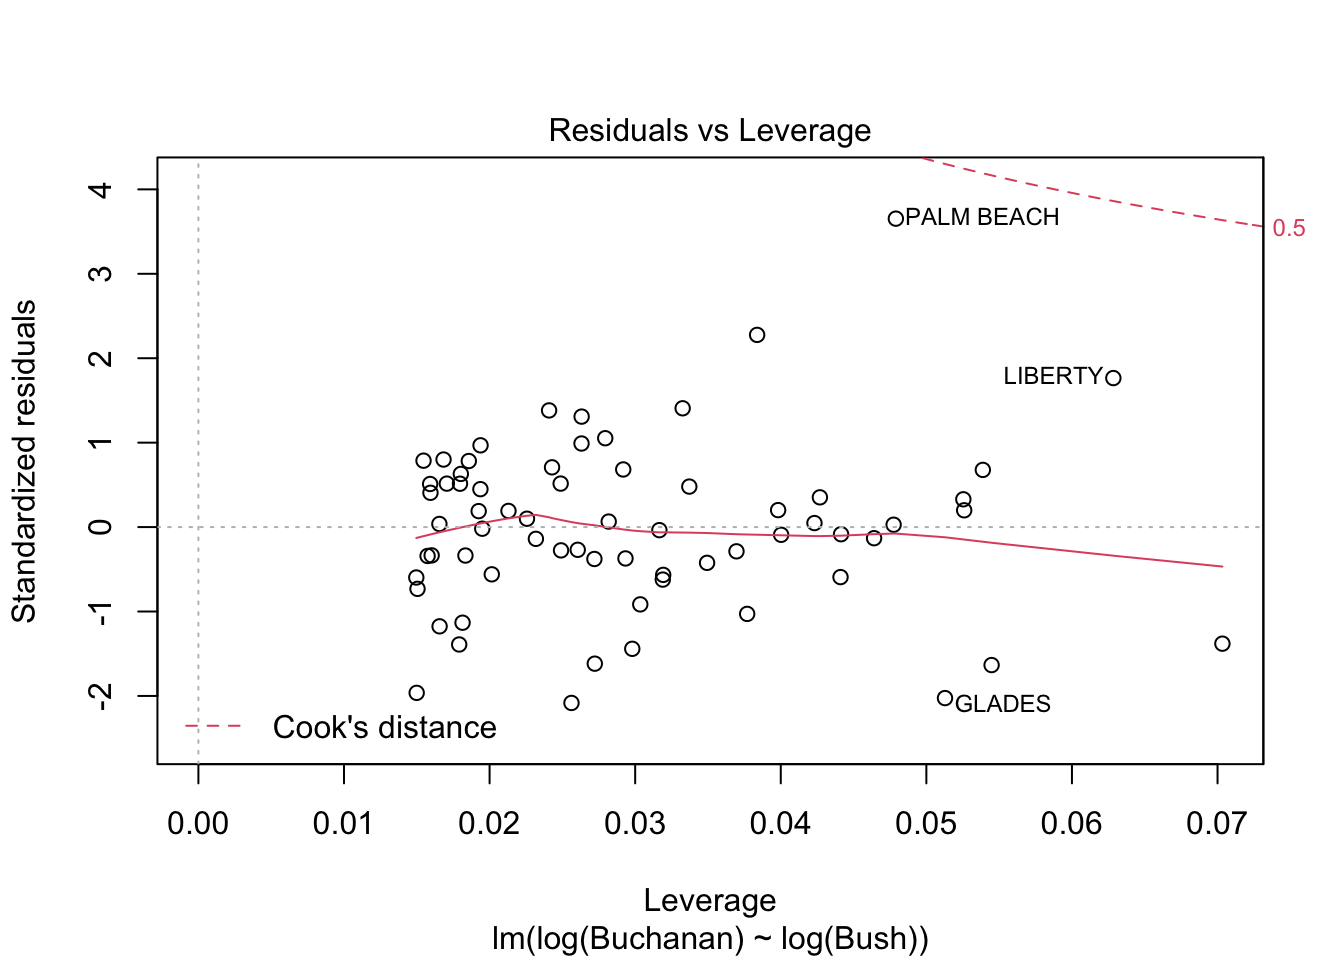 Residuals vs Leverage
Standardized residuals
4
3
2
1
0
-1
-2
PALM BEACH
0.5
LIBERTY
GLADES
Cook's distance
0.00 0.01 0.02 0.03 0.04 0.05 0.06 0.07
Leverage
lm(log(Buchanan) ~ log(Bush))